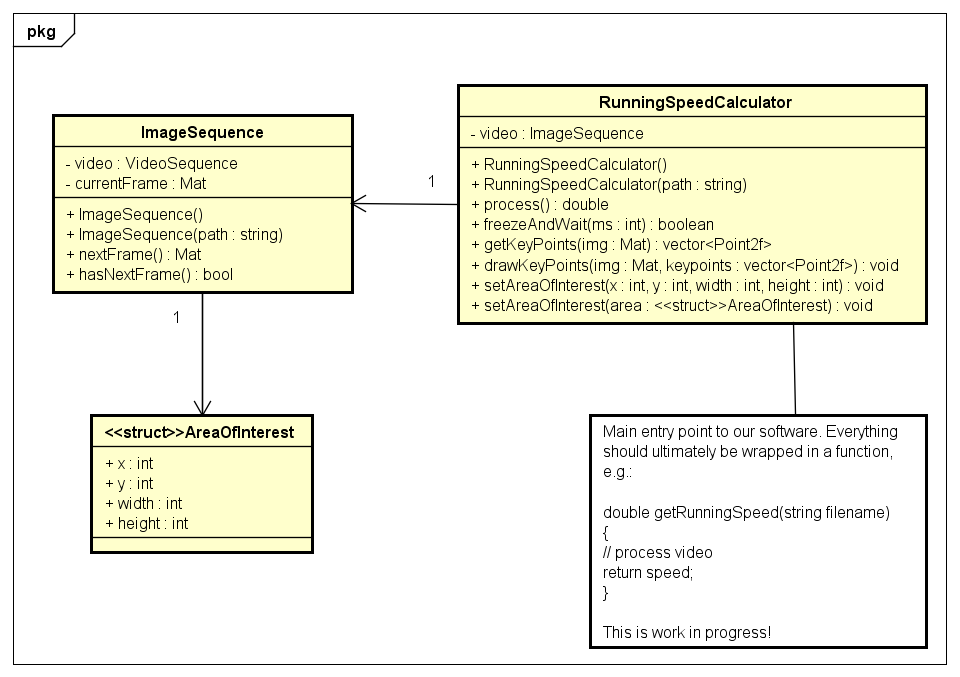 pkg
ImageSequence
- video : VideoSequence
- currentFrame : Mat
+ ImageSequence()
+ ImageSequence(path : string)
+ nextFrame() : Mat
+ hasNextFrame() : bool
1
RunningSpeedCalculator
- video : ImageSequence
+ RunningSpeedCalculator()
+ RunningSpeedCalculator(path : string)
+ process() : double
+ freezeAndWait(ms : int) : boolean
+ getKeyPoints(img : Mat) : vector<Point2f>
+ drawKeyPoints(img : Mat, keypoints : vector<Point2f>) : void
+ setAreaOfInterest(x : int, y : int, width : int, height : int) : void
+ setAreaOfInterest(area : <<struct>>AreaOfInterest) : void
1
<<struct>>AreaOfInterest
+ x : int
+ y : int
+ width : int
+ height : int
Main entry point to our software. Everything
should ultimately be wrapped in a function,
e.g.:
double getRunningSpeed(string filename)
{
// process video
return speed;
}
This is work in progress!